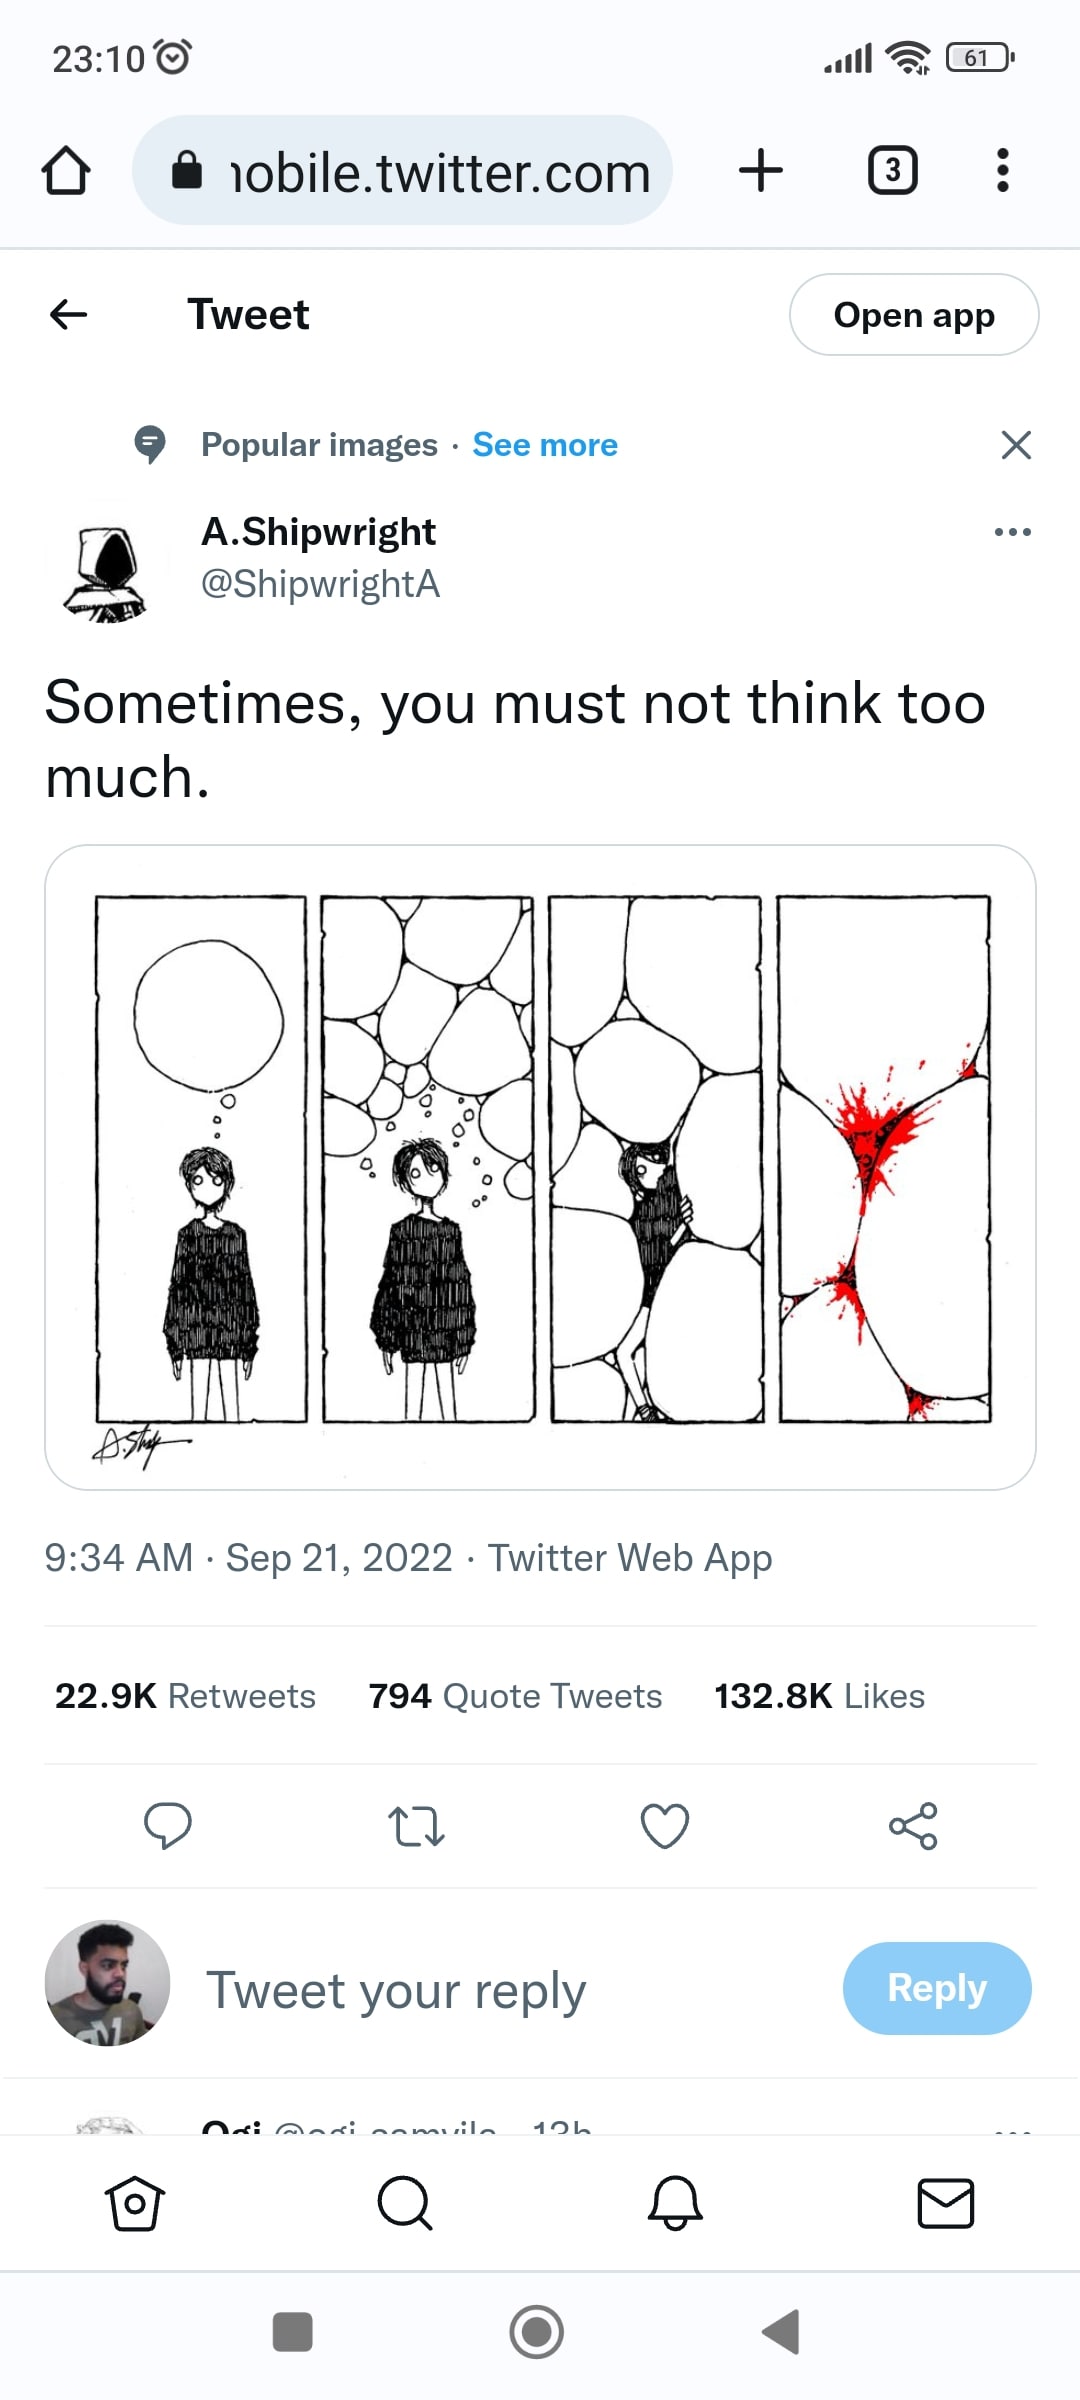 23:10
61
nobile.twitter.com
3
Tweet
Open app
Popular images · See more
A.Shipwright
@ShipwrightA
Sometimes, you must not think too
much.
A.Ship
9:34 AM · Sep 21, 2022 · Twitter Web App
22.9K Retweets 794 Quote Tweets 132.8K Likes
Tweet your reply
Reply
Ogi